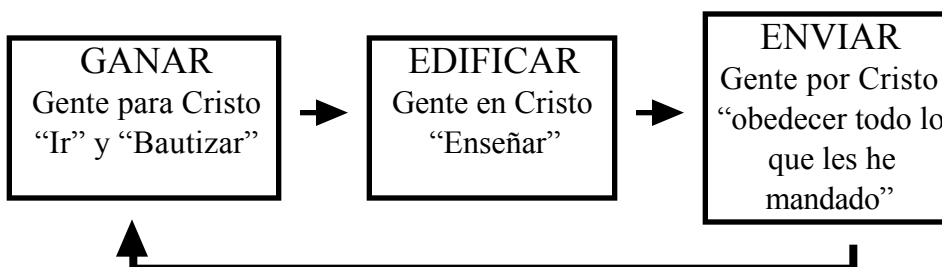 GANAR
Gente para Cristo
“Ir” y “Bautizar”
EDIFICAR
Gente en Cristo
“Enseñar”
ENVIAR
Gente por Cristo
“obedecer todo lo
que les he
mandado”